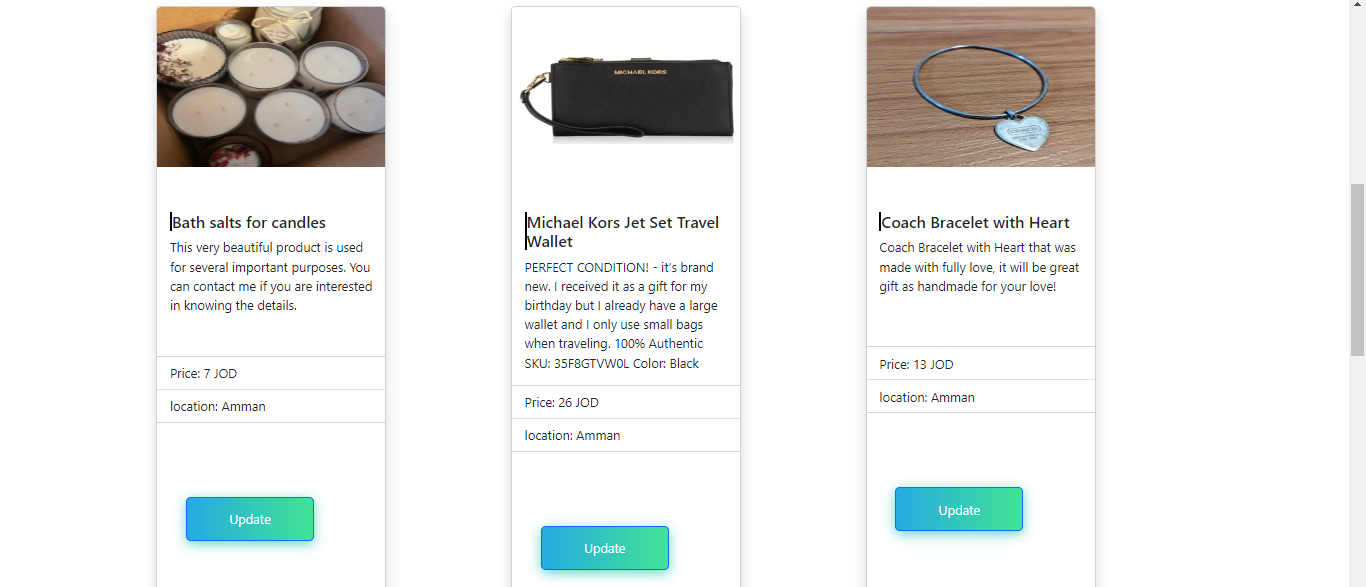 Bath salts for candles
This very beautiful product is used
for several important purposes. You
can contact me if you are interested
in knowing the details.
Price: 7 JOD
location: Amman
Update
MICHAEL KORS
Michael Kors Jet Set Travel
Wallet
PERFECT CONDITION! - it's brand
new. I received it as a gift for my
birthday but I already have a large
wallet and I only use small bags
when traveling. 100% Authentic
SKU: 35F8GTVW0L Color: Black
Price: 26 JOD
location: Amman
Update
COACH
Coach Bracelet with Heart
Coach Bracelet with Heart that was
made with fully love, it will be great
gift as handmade for your love!
Price: 13 JOD
location: Amman
Update